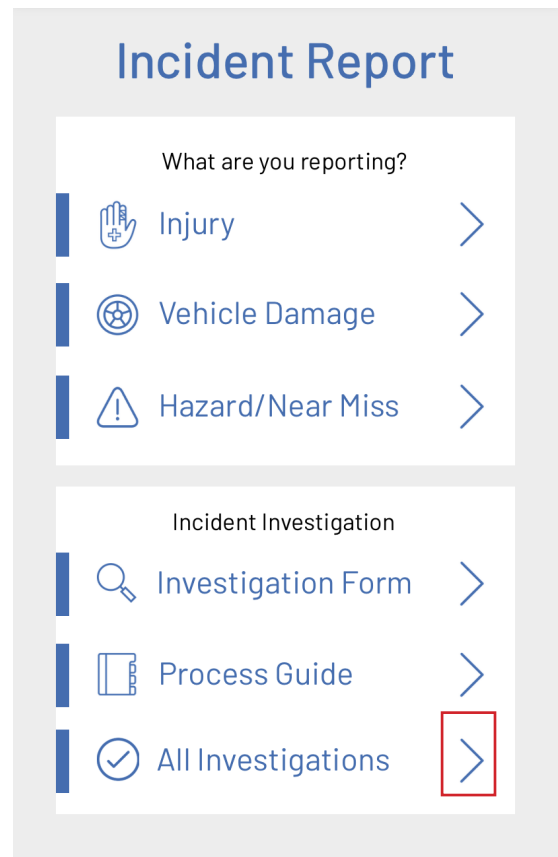 Incident Report
What are you reporting?
Injury
Vehicle Damage
Hazard/Near Miss
Incident Investigation
Investigation Form
Process Guide
All Investigations